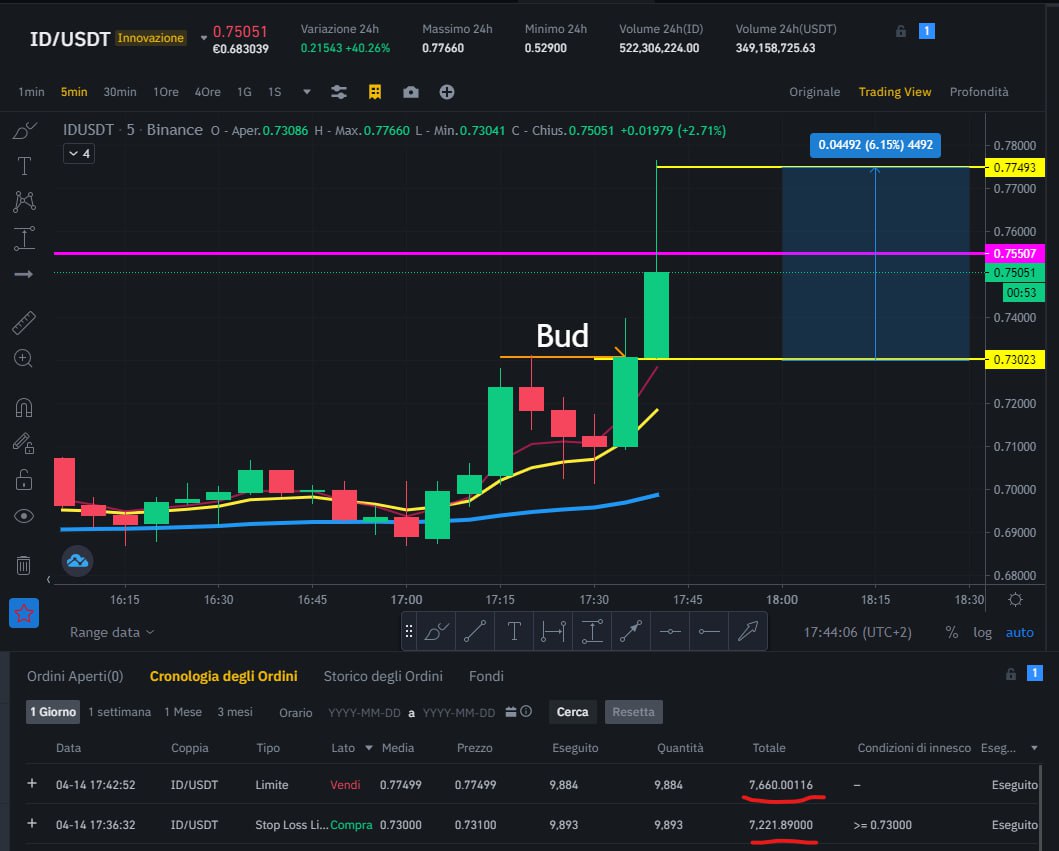 ID/USDT Innovazione 0.75051 €0.683039 Variazione 24h 0.21543 +40.26% Massimo 24h 0.77660 Minimo 24h 0.52900 Volume 24h(ID) 522,306,224.00 Volume 24h(USDT) 349,158,725.63 1
1min 5min 30min 1Ore 4Ore 1G 1S Originale Trading View Profondità
IDUSDT · 5 · Binance O - Aper.0.73086 H - Max.0.77660 L - Min.0.73041 C - Chius.0.75051 +0.01979 (+2.71%)
4
0.04492 (6.15%) 4492
0.78000
0.77493
0.77000
0.76000
0.75507
0.75051
00:53
0.74000
Bud
0.73023
0.72000
0.71000
0.70000
0.69000
0.68000
16:15 16:30 16:45 17:00 17:15 17:30 17:45 18:00 18:15 18:30
Range data 17:44:06 (UTC+2) % log auto
Ordini Aperti(0) Cronologia degli Ordini Storico degli Ordini Fondi 1
1 Giorno 1 settimana 1 Mese 3 mesi Orario YYYY-MM-DD a YYYY-MM-DD Cerca Resetta
Data Coppia Tipo Lato Media Prezzo Eseguito Quantità Totale Condizioni di innesco Eseg...
+ 04-14 17:42:52 ID/USDT Limite Vendi 0.77499 0.77499 9,884 9,884 7,660.00116 – Eseguito
+ 04-14 17:36:32 ID/USDT Stop Loss Li... Compra 0.73000 0.73100 9,893 9,893 7,221.89000 >= 0.73000 Eseguito